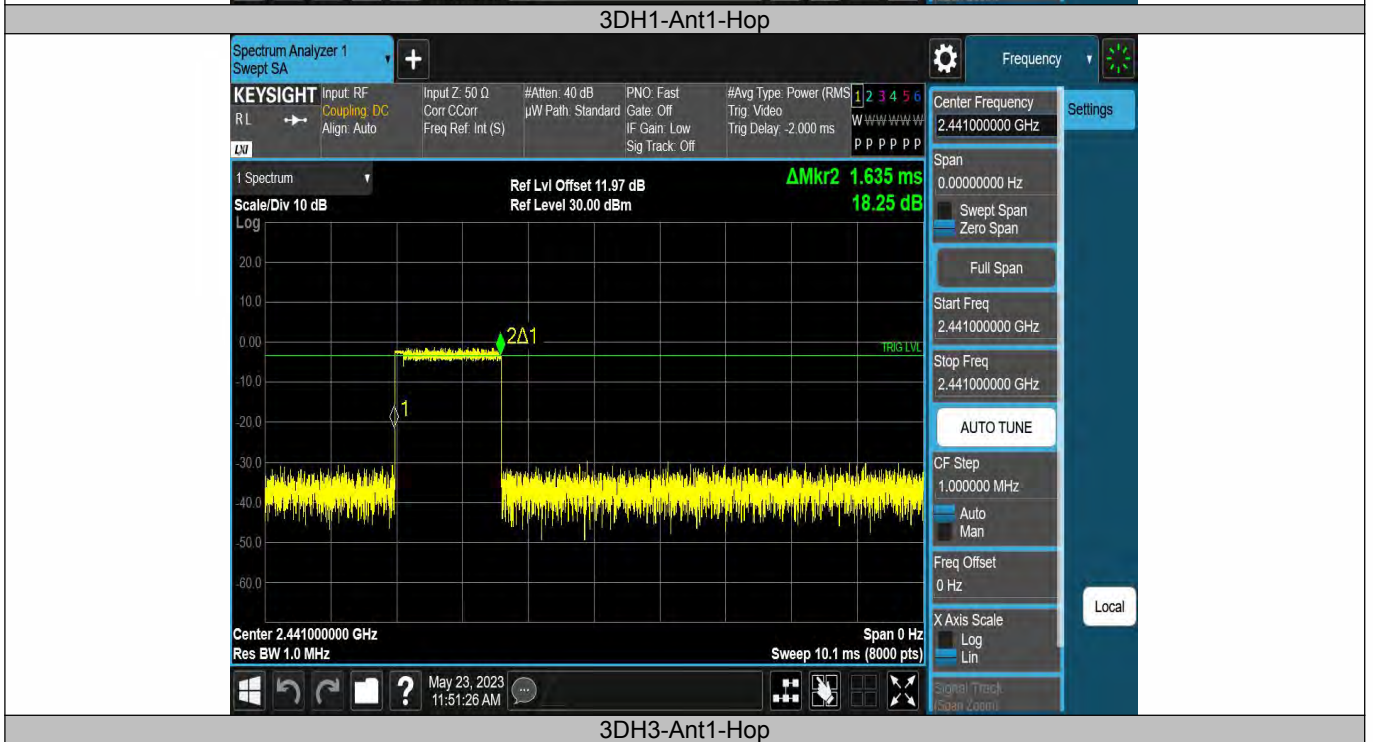 3DH1-Ant1-Hop
Spectrum Analyzer 1
Swept SA
+
Frequency
KEYSIGHT
RL
LXI
Input: RF
Coupling: DC
Align: Auto
Input Z: 50 Ω
Corr CCorr
Freq Ref: Int (S)
#Atten: 40 dB
µW Path: Standard
PNO: Fast
Gate: Off
IF Gain: Low
Sig Track: Off
#Avg Type: Power (RMS
Trig: Video
Trig Delay: -2.000 ms
1 2 3 4 5 6
W W W W W W
P P P P P P
Center Frequency
2.441000000 GHz
Settings
Span
0.00000000 Hz
Swept Span
Zero Span
Full Span
Start Freq
2.441000000 GHz
Stop Freq
2.441000000 GHz
AUTO TUNE
CF Step
1.000000 MHz
Auto
Man
Freq Offset
0 Hz
X Axis Scale
Log
Lin
Signal Track
(Span Zoom)
Local
1 Spectrum
Scale/Div 10 dB
Log
Ref Lvl Offset 11.97 dB
Ref Level 30.00 dBm
ΔMkr2 1.635 ms
18.25 dB
20.0
10.0
0.00
-10.0
-20.0
-30.0
-40.0
-50.0
-60.0
2Δ1
1
TRIG LVL
Center 2.441000000 GHz
Res BW 1.0 MHz
Span 0 Hz
Sweep 10.1 ms (8000 pts)
?
May 23, 2023
11:51:26 AM
3DH3-Ant1-Hop